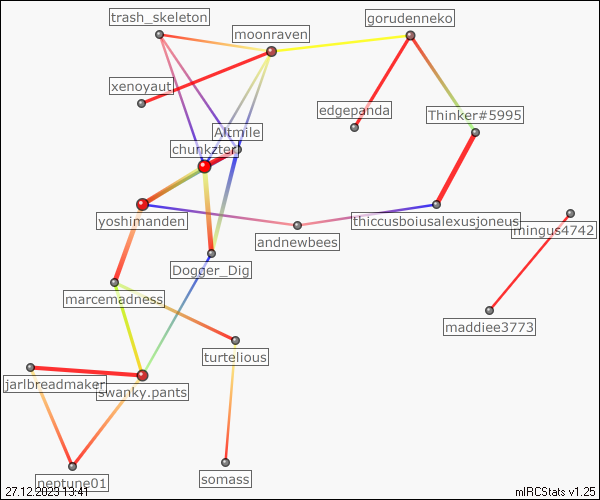 trash_skeleton
gorudenneko
moonraven
xenoyaut
edgepanda
Thinker#5995
Altmile
chunkzter
yoshimanden
thiccusboiusalexusjoneus
mingus4742
andnewbees
Dogger_Dig
marcemadness
maddiee3773
turtelious
jarlbreadmaker
swanky.pants
somass
neptune01
27.12.2023 13:41
mIRCStats v1.25